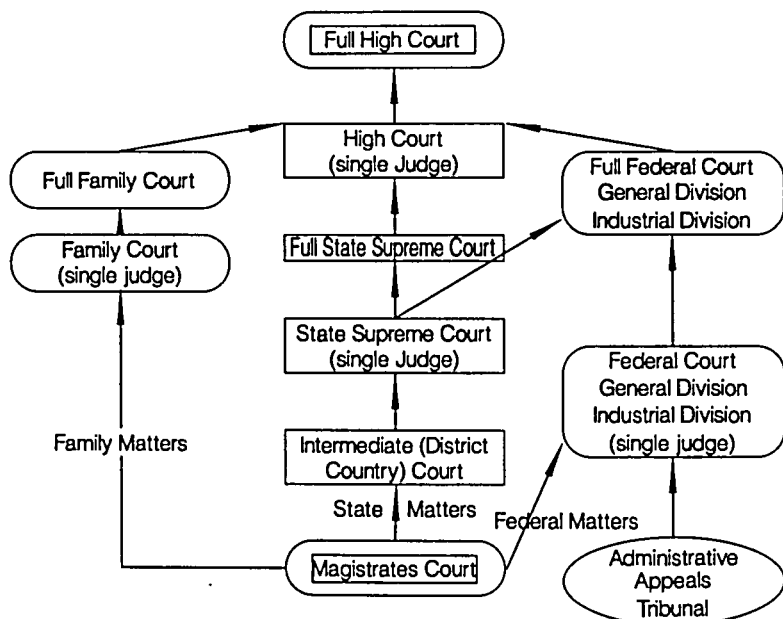 Full High Court
High Court
(single Judge)
Full Family Court
Full Federal Court
General Division
Industrial Division
Family Court
(single judge)
Full State Supreme Court
State Supreme Court
(single Judge)
Federal Court
General Division
Industrial Division
(single judge)
Family Matters
Intermediate (District
Country) Court
State Matters
Federal Matters
Magistrates Court
Administrative
Appeals
Tribunal